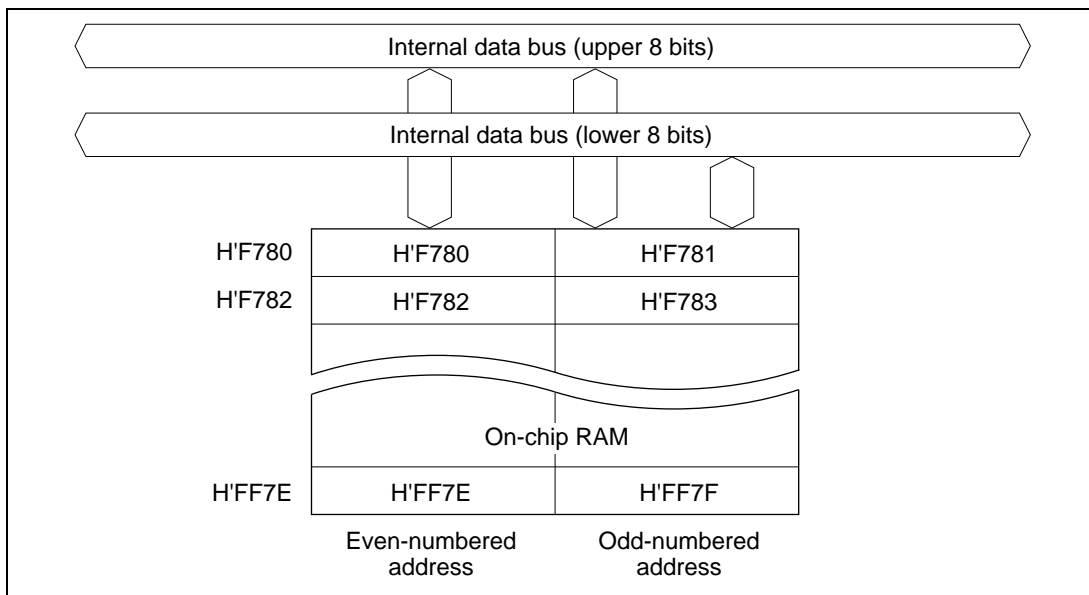 Internal data bus (upper 8 bits)
Internal data bus (lower 8 bits)
H'F780 H'F780 H'F781
H'F782 H'F782 H'F783
On-chip RAM
H'FF7E H'FF7E H'FF7F
Even-numbered address
Odd-numbered address